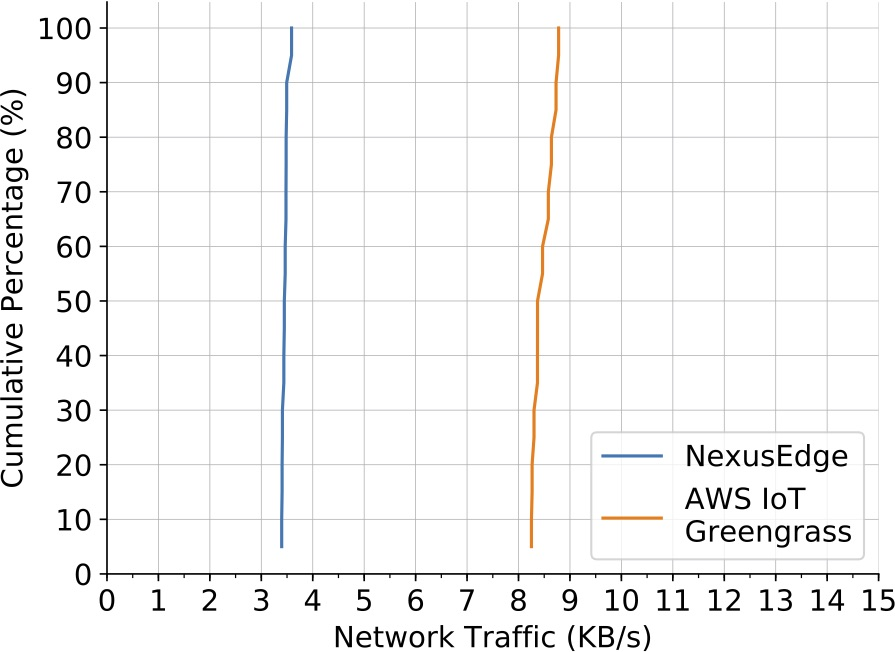 Cumulative Percentage (%)
100
90
80
70
60
50
40
30
20
10
0
0 1 2 3 4 5 6 7 8 9 10 11 12 13 14 15
Network Traffic (KB/s)
NexusEdge
AWS IoT
Greengrass